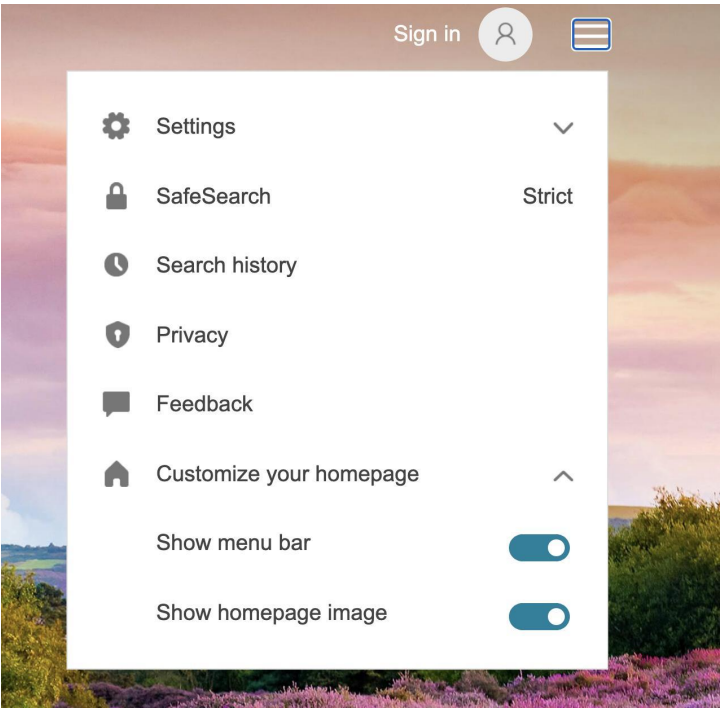 Sign in
Settings
SafeSearch Strict
Search history
Privacy
Feedback
Customize your homepage
Show menu bar
Show homepage image